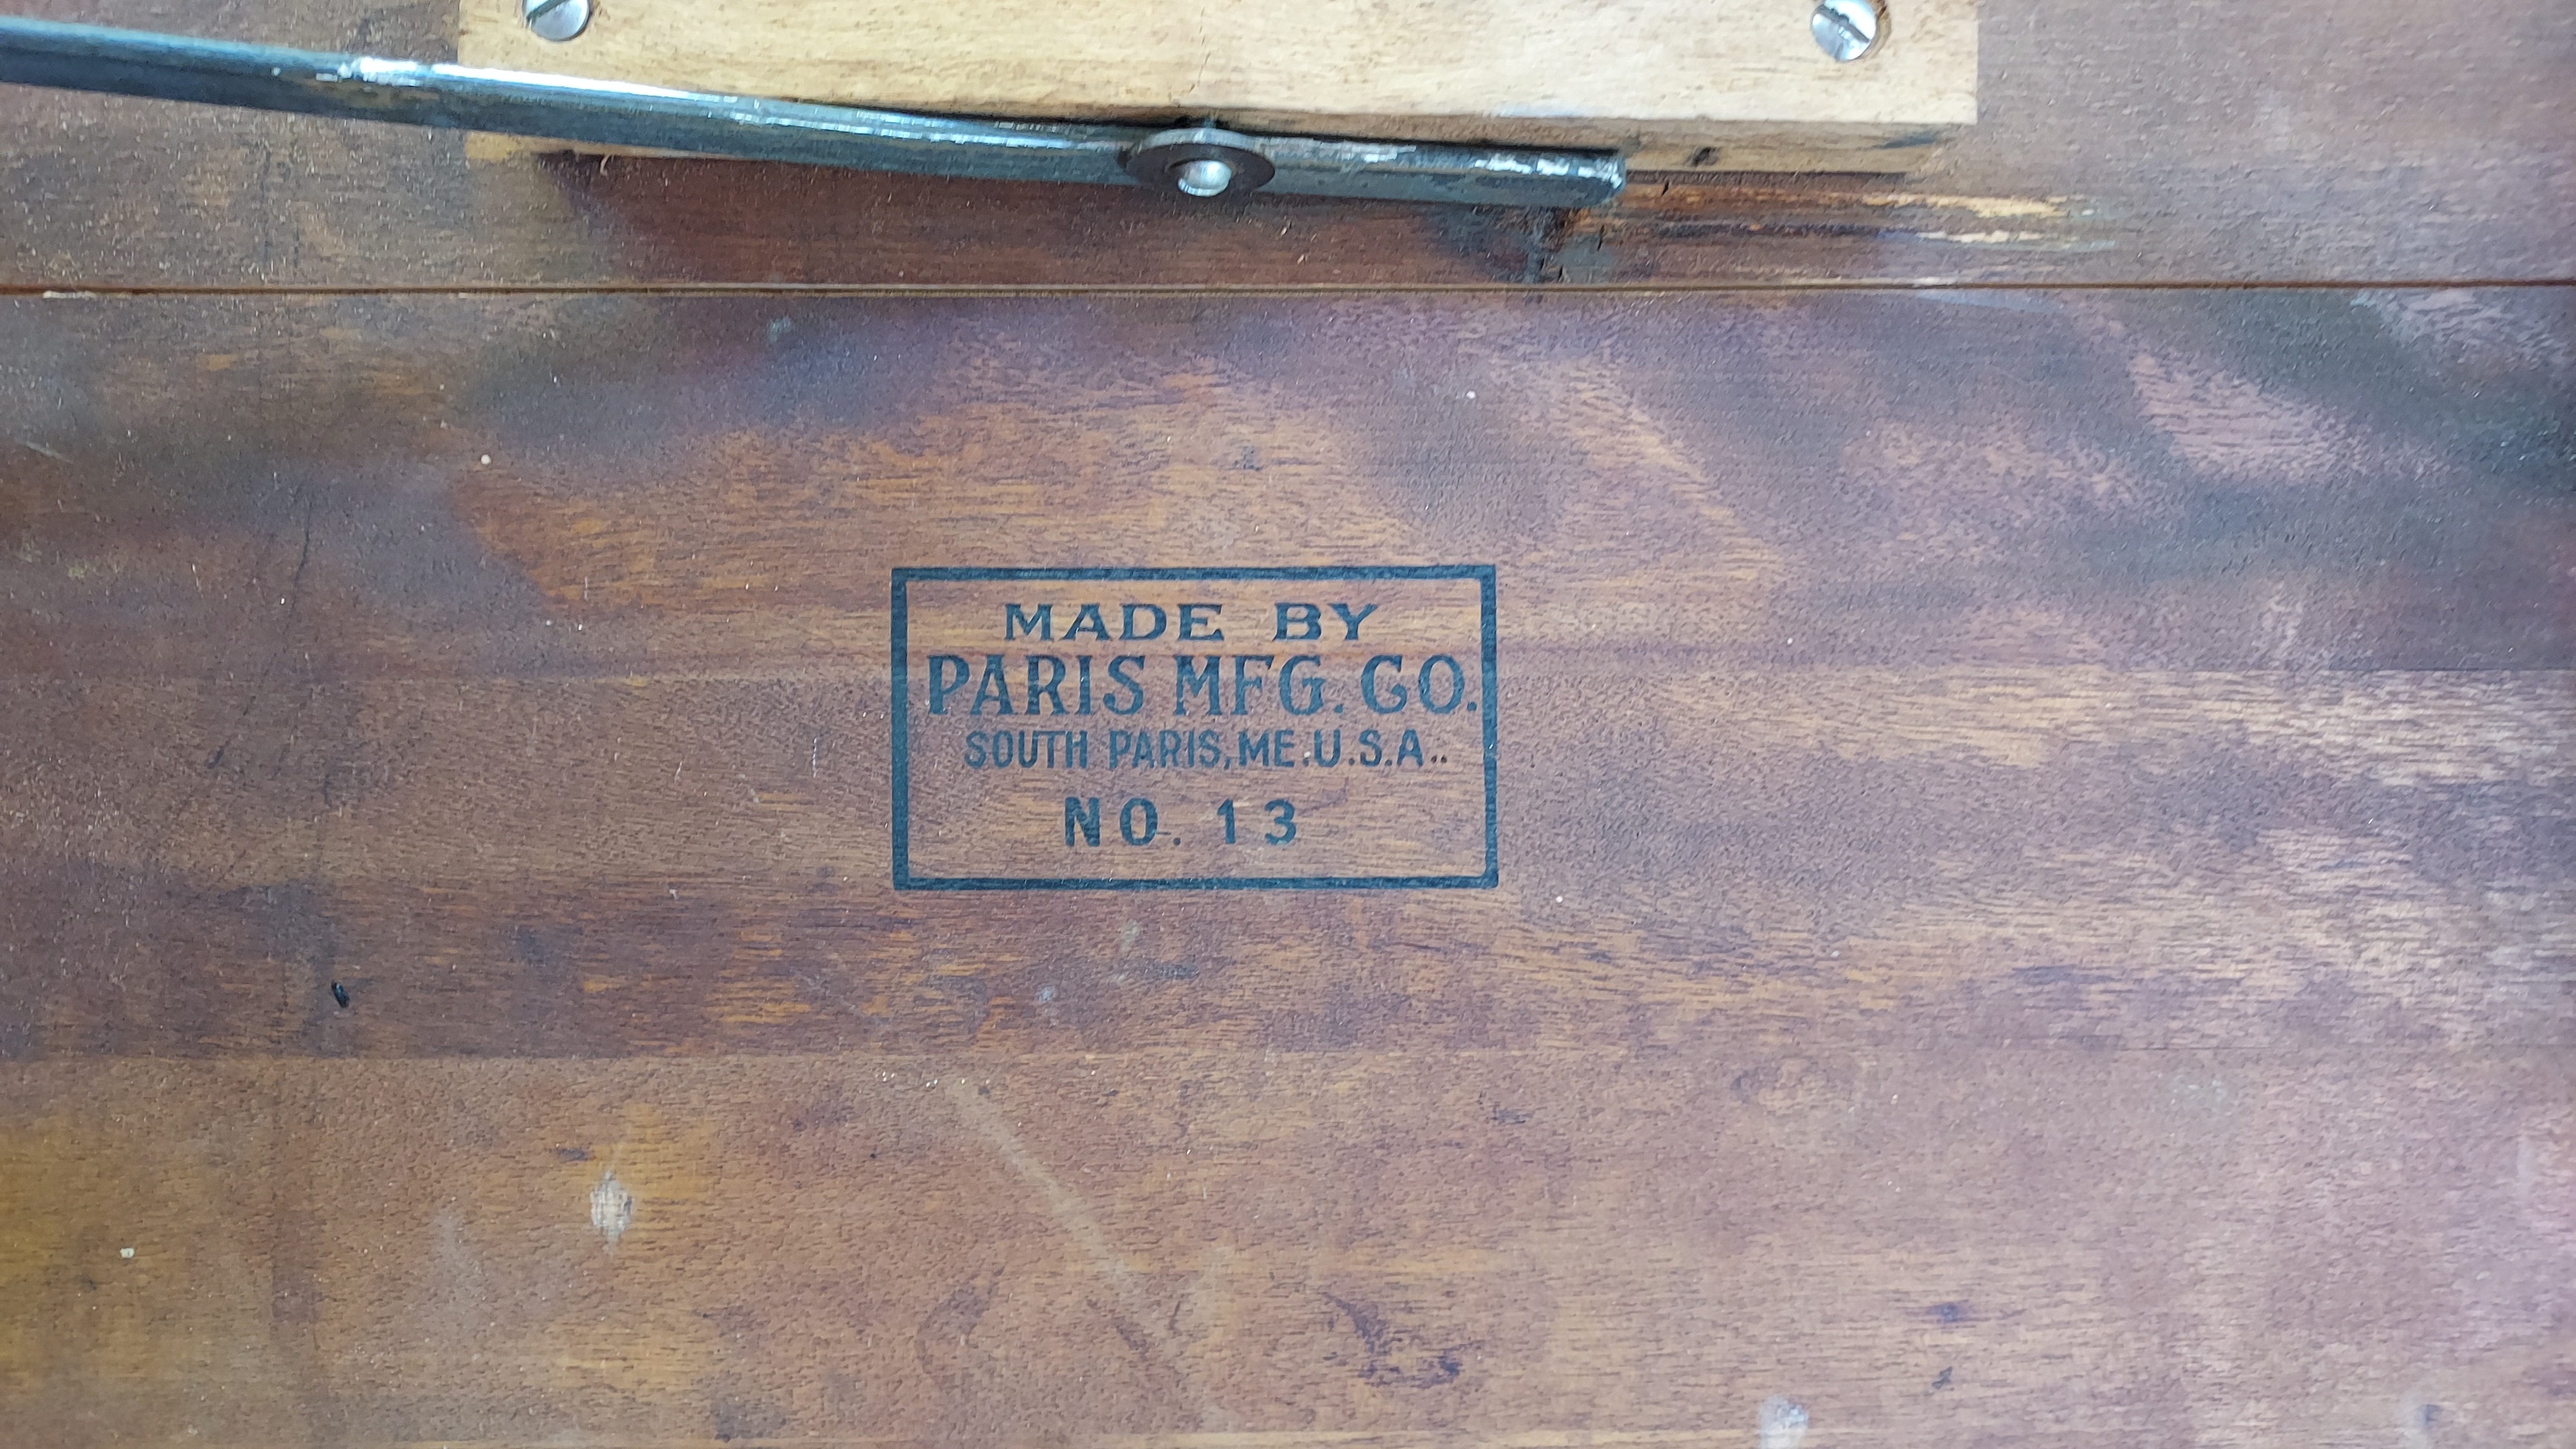 MADE BY
PARIS MFG. CO.
SOUTH PARIS, ME. U.S.A..
NO. 13